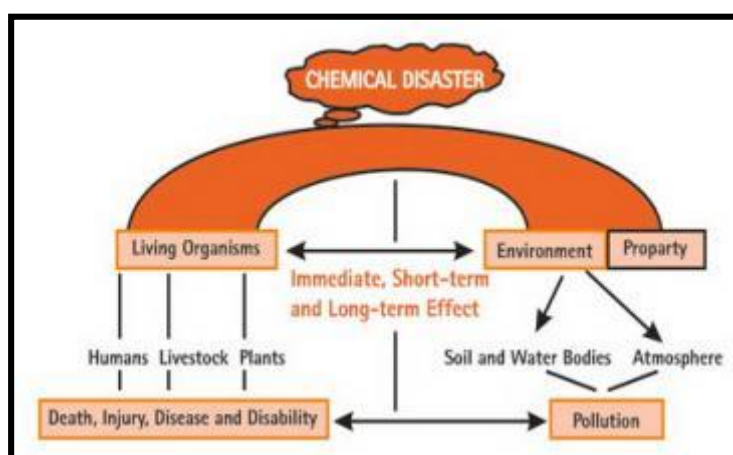 CHEMICAL DISASTER
Living Organisms
Environment
Proparty
Immediate, Short-term
and Long-term Effect
Humans Livestock Plants
Soil and Water Bodies
Atmosphere
Death, Injury, Disease and Disability
Pollution